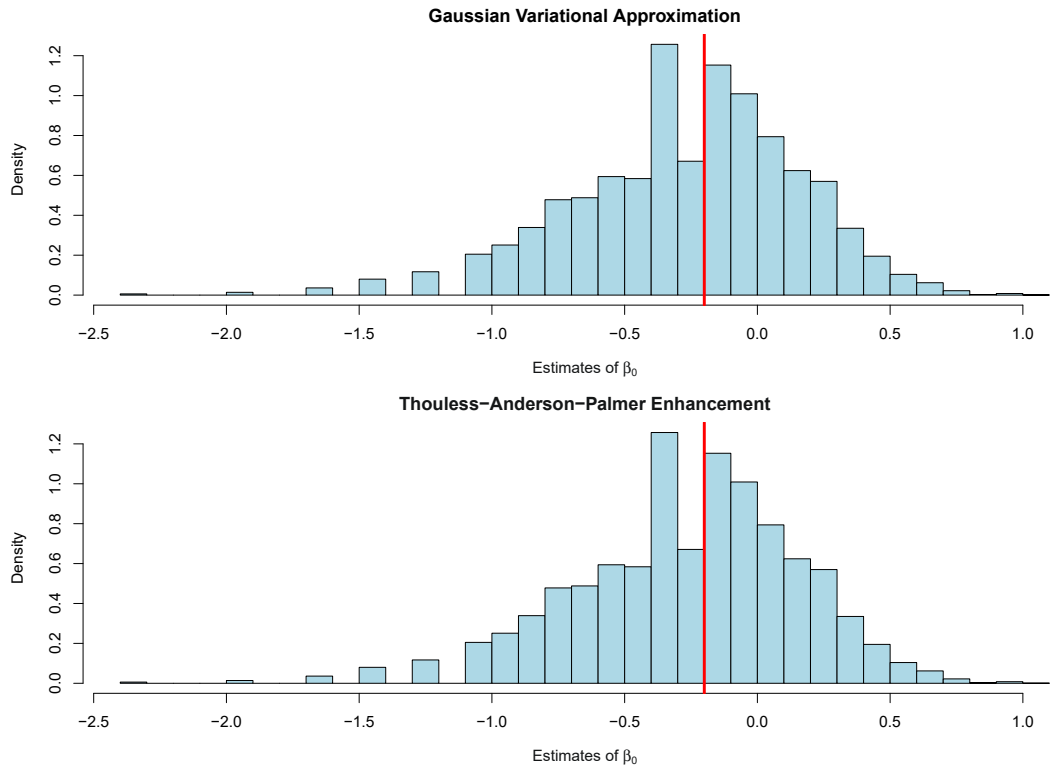 Gaussian Variational Approximation
1.2
1.0
0.8
0.6
0.4
0.2
0.0
Density
−2.5 −2.0 −1.5 −1.0 −0.5 0.0 0.5 1.0
Estimates of β₀
Thouless−Anderson−Palmer Enhancement
1.2
1.0
0.8
0.6
0.4
0.2
0.0
Density
−2.5 −2.0 −1.5 −1.0 −0.5 0.0 0.5 1.0
Estimates of β₀